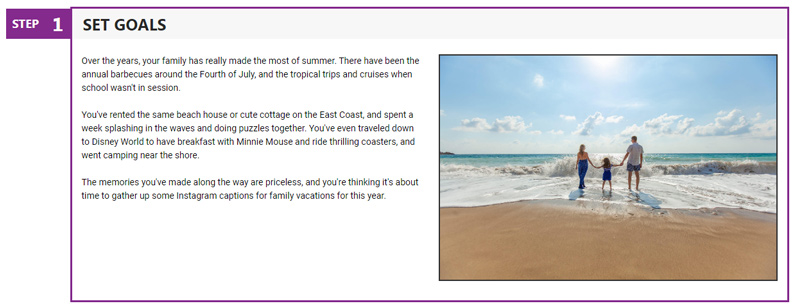 STEP 1
SET GOALS
Over the years, your family has really made the most of summer. There have been the
annual barbecues around the Fourth of July, and the tropical trips and cruises when
school wasn't in session.
You've rented the same beach house or cute cottage on the East Coast, and spent a
week splashing in the waves and doing puzzles together. You've even traveled down
to Disney World to have breakfast with Minnie Mouse and ride thrilling coasters, and
went camping near the shore.
The memories you've made along the way are priceless, and you're thinking it's about
time to gather up some Instagram captions for family vacations for this year.